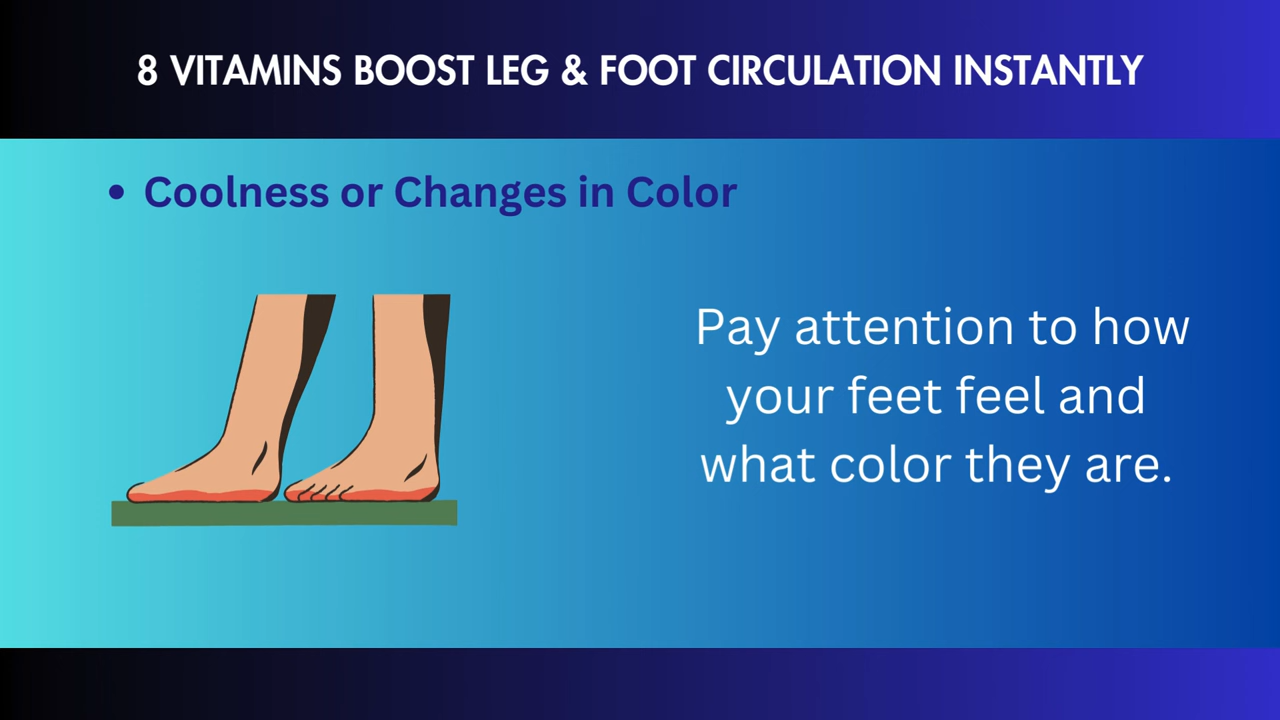 8 VITAMINS BOOST LEG & FOOT CIRCULATION INSTANTLY
• Coolness or Changes in Color
Pay attention to how
your feet feel and
what color they are.